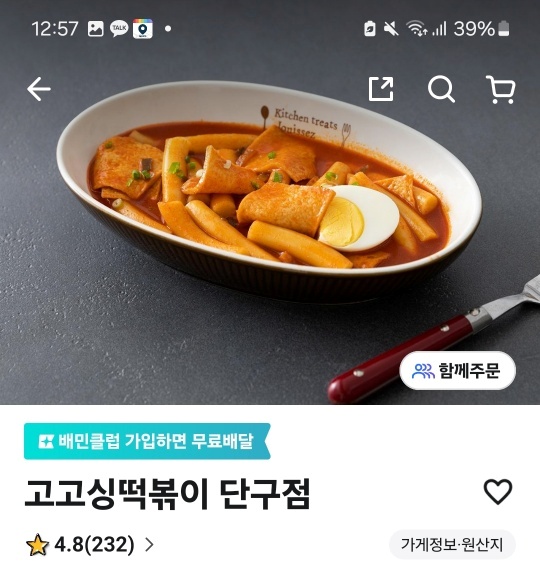 12:57
TALK
39%
Kitchen treats
함께주문
배민클럽 가입하면 무료배달
고고싱떡볶이 단구점
4.8(232)
가게정보·원산지